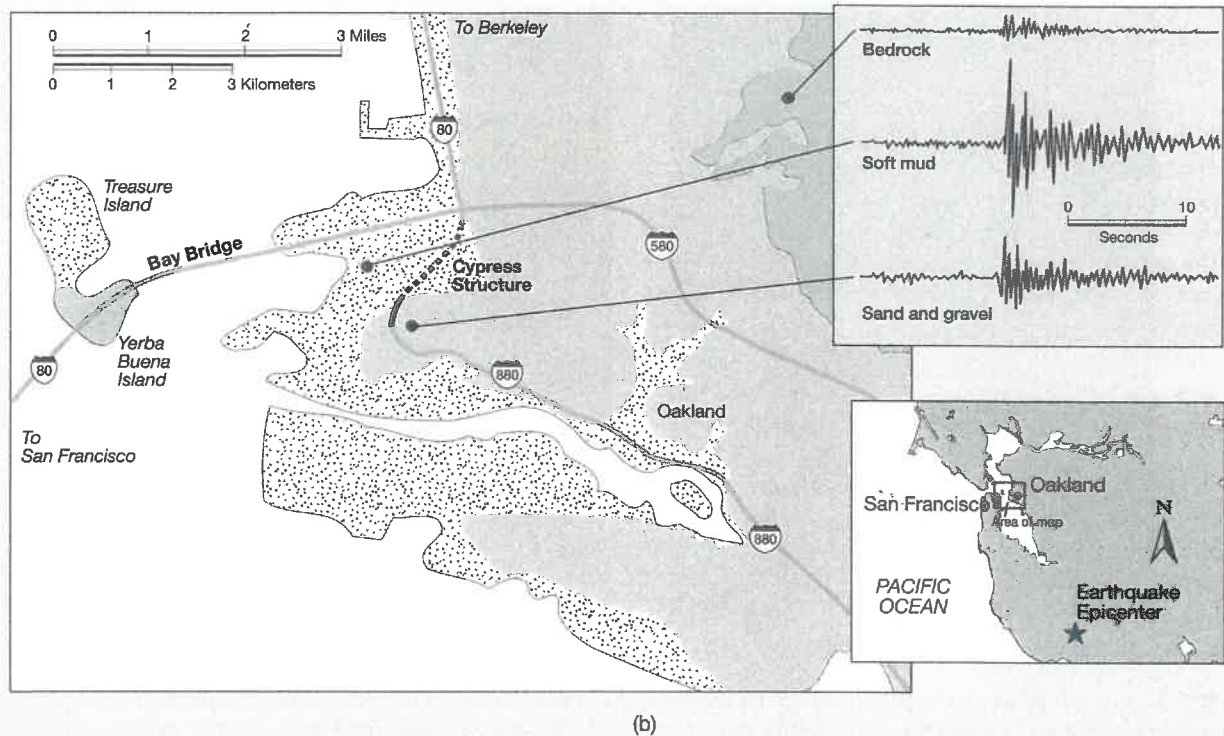 0 1 2 3 Miles
0 1 2 3 Kilometers
To Berkeley
80
Treasure
Island
Bay Bridge
Yerba
Buena
Island
80
To
San Francisco
Cypress
Structure
580
880
Oakland
880
Bedrock
Soft mud
0 10
Seconds
Sand and gravel
San Francisco
Oakland
Area of map
N
PACIFIC
OCEAN
Earthquake
Epicenter
(b)